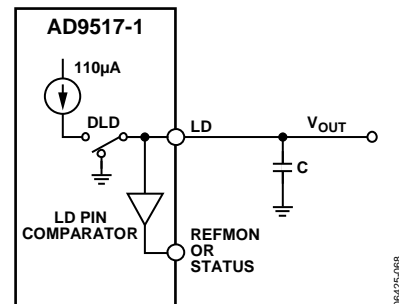 AD9517-1
110µA
DLD
LD
VOUT
C
LD PIN
COMPARATOR
REFMON
OR
STATUS
06425-068